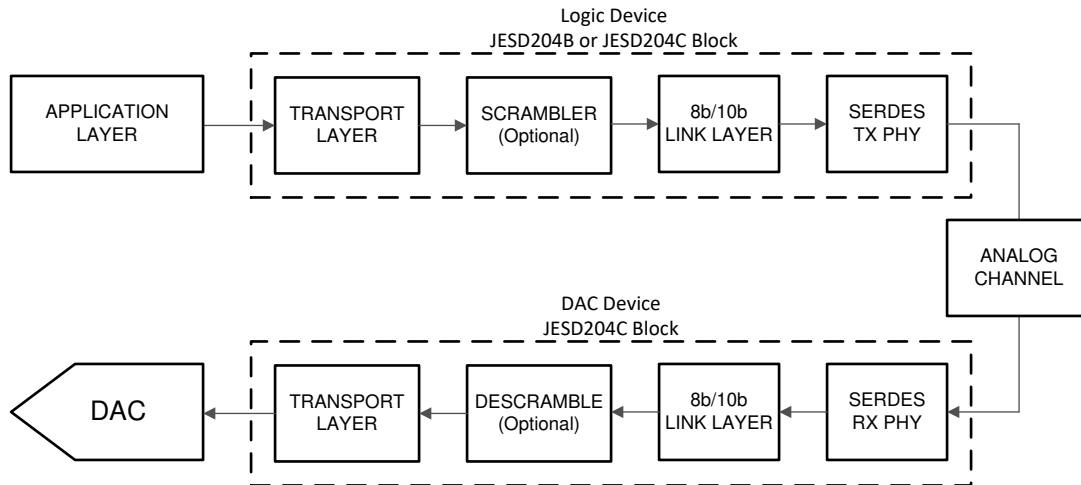 Logic Device
JESD204B or JESD204C Block
APPLICATION
LAYER
TRANSPORT
LAYER
SCRAMBLER
(Optional)
8b/10b
LINK LAYER
SERDES
TX PHY
ANALOG
CHANNEL
DAC Device
JESD204C Block
DAC
TRANSPORT
LAYER
DESCRAMBLE
(Optional)
8b/10b
LINK LAYER
SERDES
RX PHY